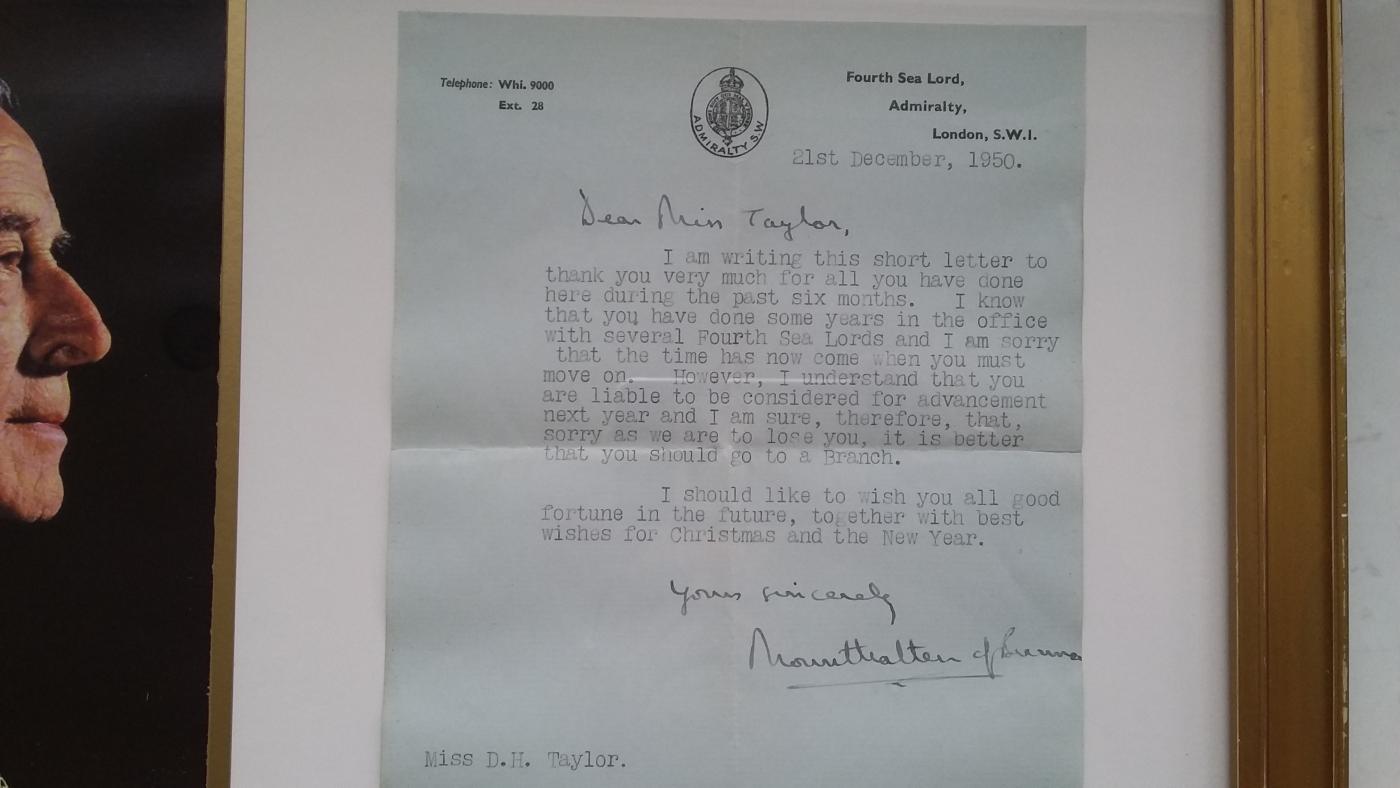 Telephone: Whi. 9000
Ext. 28
ADMIRALTY S.W
Fourth Sea Lord,
Admiralty,
London, S.W.1.
21st December, 1950.
Dear Miss Taylor,
I am writing this short letter to
thank you very much for all you have done
here during the past six months. I know
that you have done some years in the office
with several Fourth Sea Lords and I am sorry
that the time has now come when you must
move on. However, I understand that you
are liable to be considered for advancement
next year and I am sure, therefore, that,
sorry as we are to lose you, it is better
that you should go to a Branch.
I should like to wish you all good
fortune in the future, together with best
wishes for Christmas and the New Year.
Yours sincerely
Mountbatten of Burma
Miss D.H. Taylor.